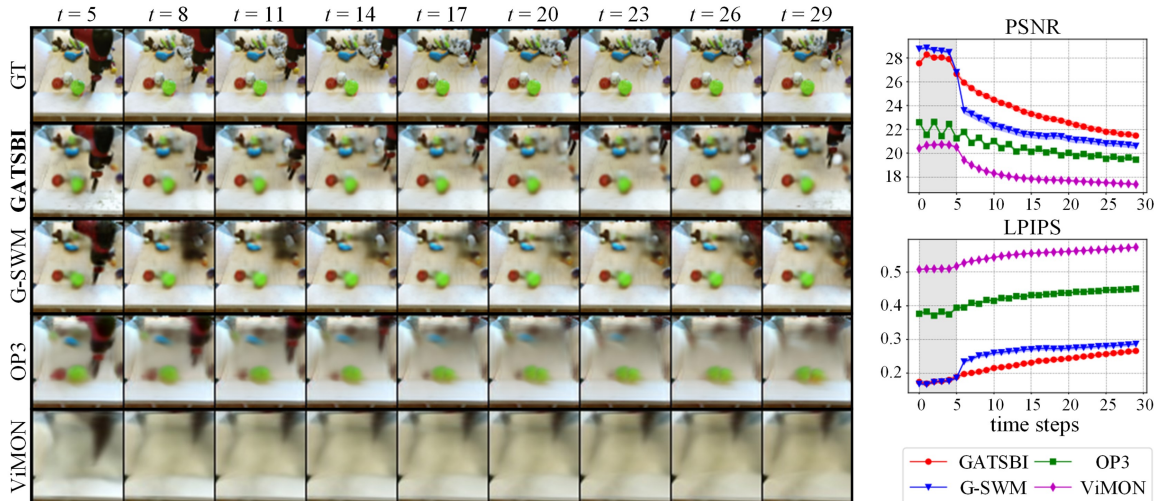 t = 5 t = 8 t = 11 t = 14 t = 17 t = 20 t = 23 t = 26 t = 29
GT
GATSBI
G-SWM
OP3
ViMON
PSNR
28
26
24
22
20
18
0 5 10 15 20 25 30
LPIPS
0.5
0.4
0.3
0.2
0 5 10 15 20 25 30
time steps
GATSBI OP3
G-SWM ViMON